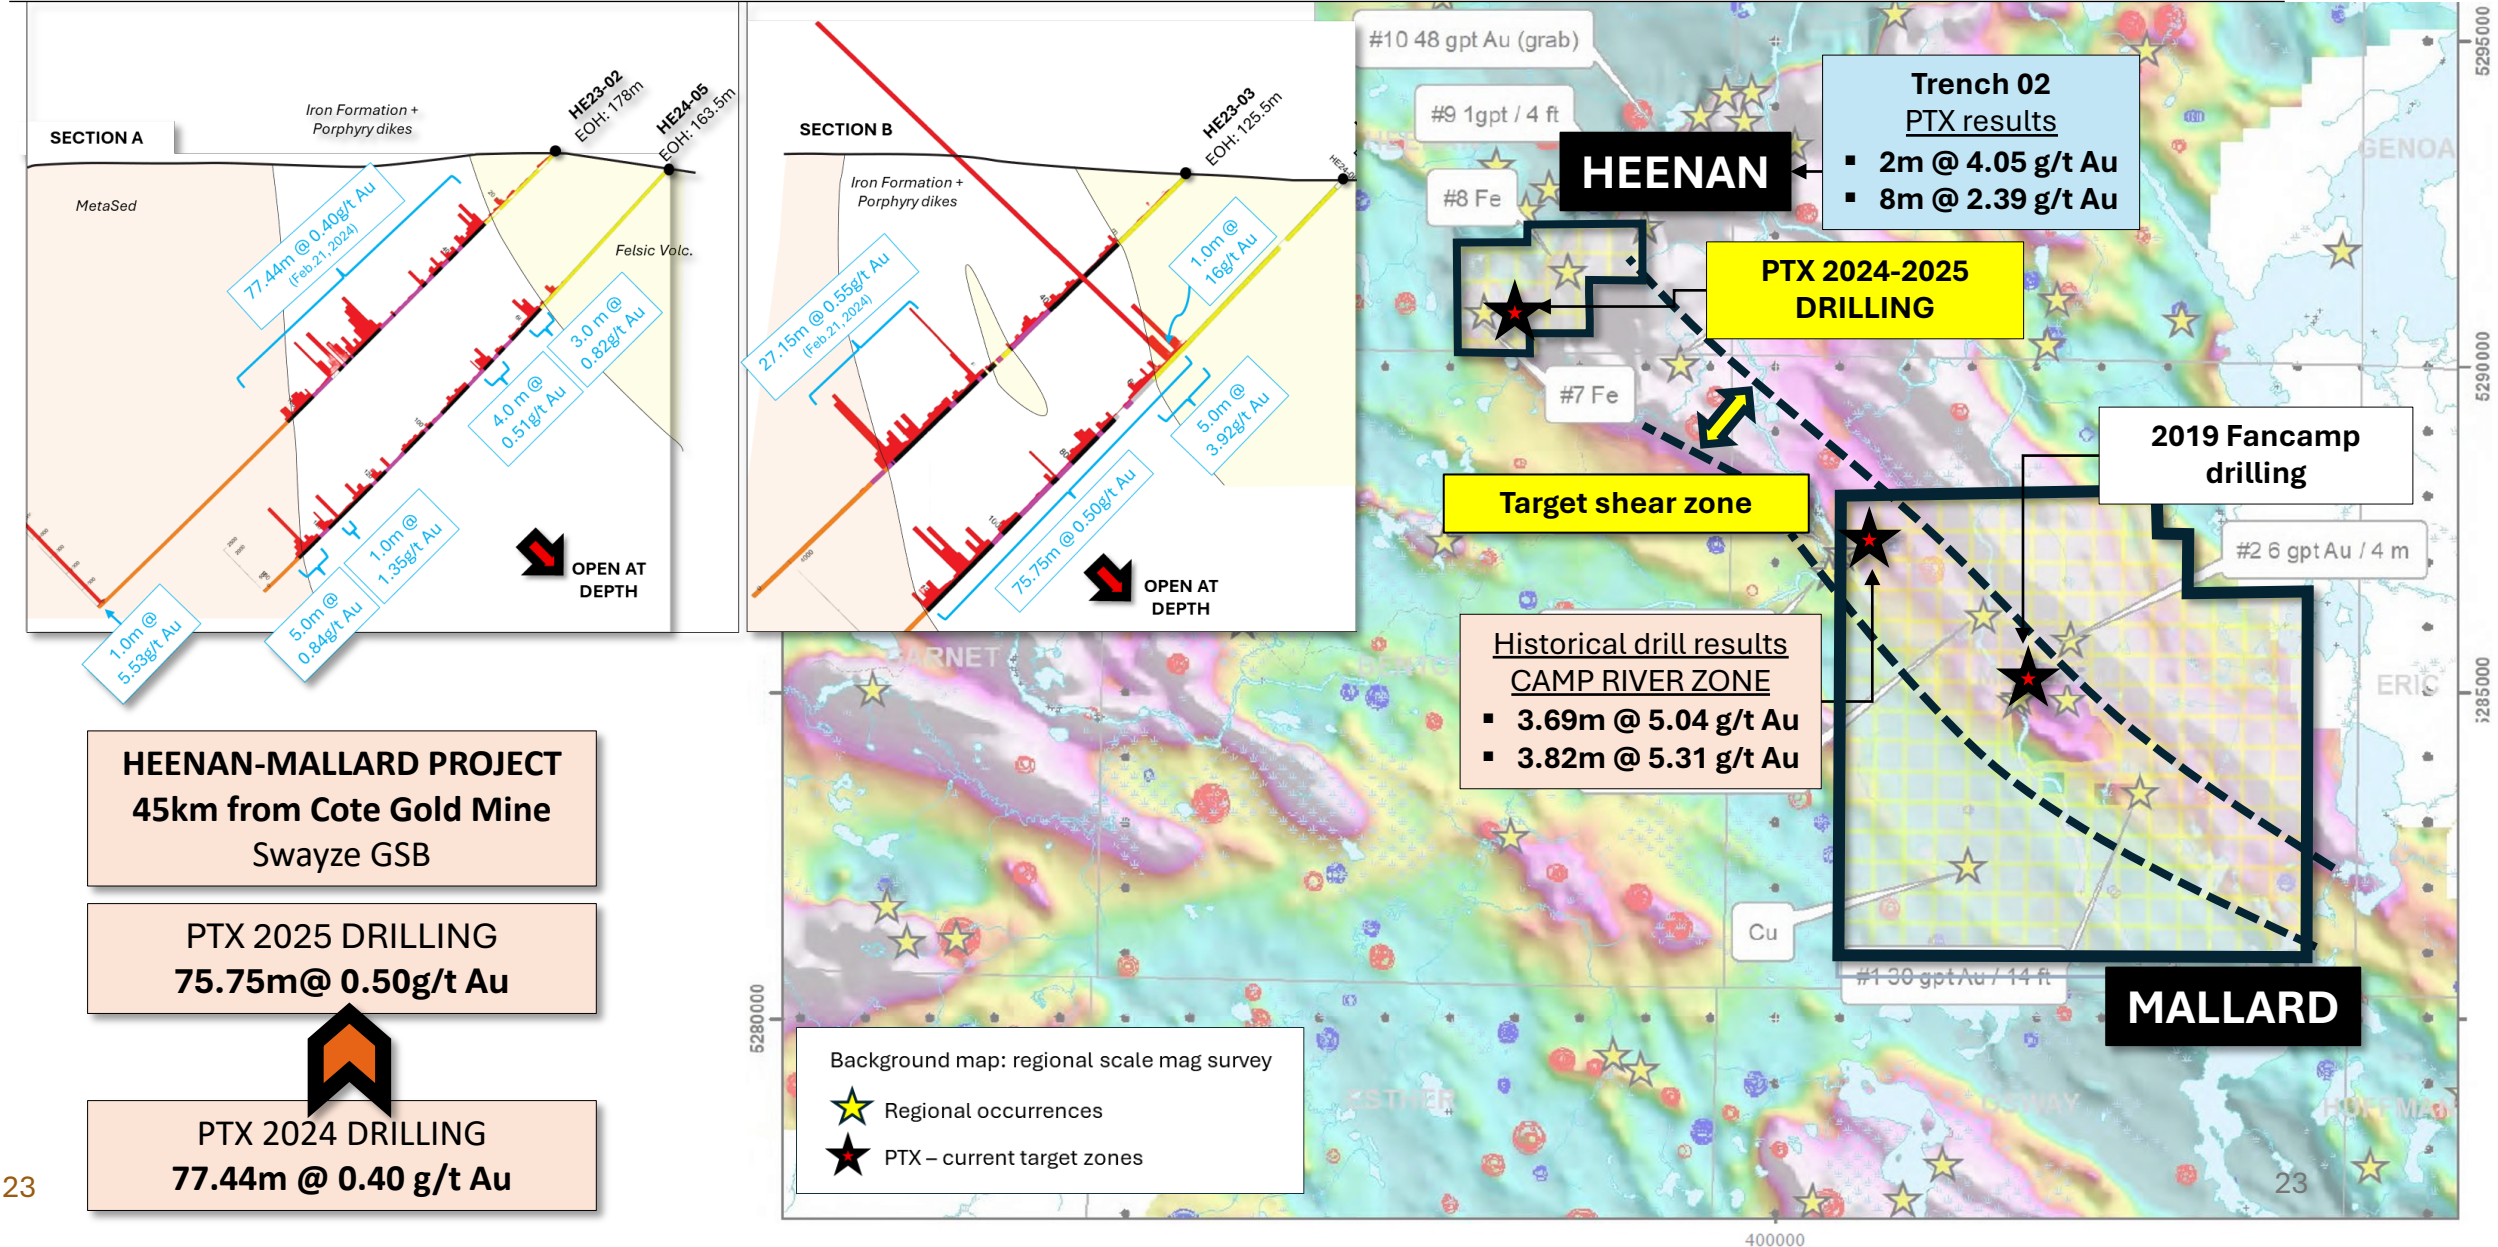 SECTION A
Iron Formation +
Porphyry dikes
HE23-02
EOH: 178m
HE24-05
EOH: 163.5m
MetaSed
Felsic Volc.
77.44m @ 0.40g/t Au
(Feb.21,2024)
3.0 m @
0.82g/t Au
4.0 m @
0.51g/t Au
1.0m @
1.35g/t Au
5.0m @
0.84g/t Au
1.0m @
5.53g/t Au
OPEN AT
DEPTH
SECTION B
Iron Formation +
Porphyry dikes
HE23-03
EOH: 125.5m
27.15m @ 0.55g/t Au
(Feb.21,2024)
1.0m @
16g/t Au
5.0m @
3.92g/t Au
75.75m @0.50g/t Au
OPEN AT
DEPTH
#10 48 gpt Au (grab)
#9 1gpt / 4 ft
#8 Fe
#7 Fe
HEENAN
Trench 02
PTX results
▪ 2m @ 4.05 g/t Au
▪ 8m @ 2.39 g/t Au
PTX 2024-2025
DRILLING
GENOA
5295000
5290000
2019 Fancamp
drilling
Target shear zone
#2 6 gpt Au / 4 m
Historical drill results
CAMP RIVER ZONE
▪ 3.69m @ 5.04 g/t Au
▪ 3.82m @ 5.31 g/t Au
ARNET
ERIC
5285000
Cu
#1 30 gpt Au / 14 ft
MALLARD
5280000
ESTHER
OSWAY
HUFFMAN
400000
HEENAN-MALLARD PROJECT
45km from Cote Gold Mine
Swayze GSB
PTX 2025 DRILLING
75.75m@ 0.50g/t Au
PTX 2024 DRILLING
77.44m @ 0.40 g/t Au
Background map: regional scale mag survey
Regional occurrences
PTX – current target zones
23
23